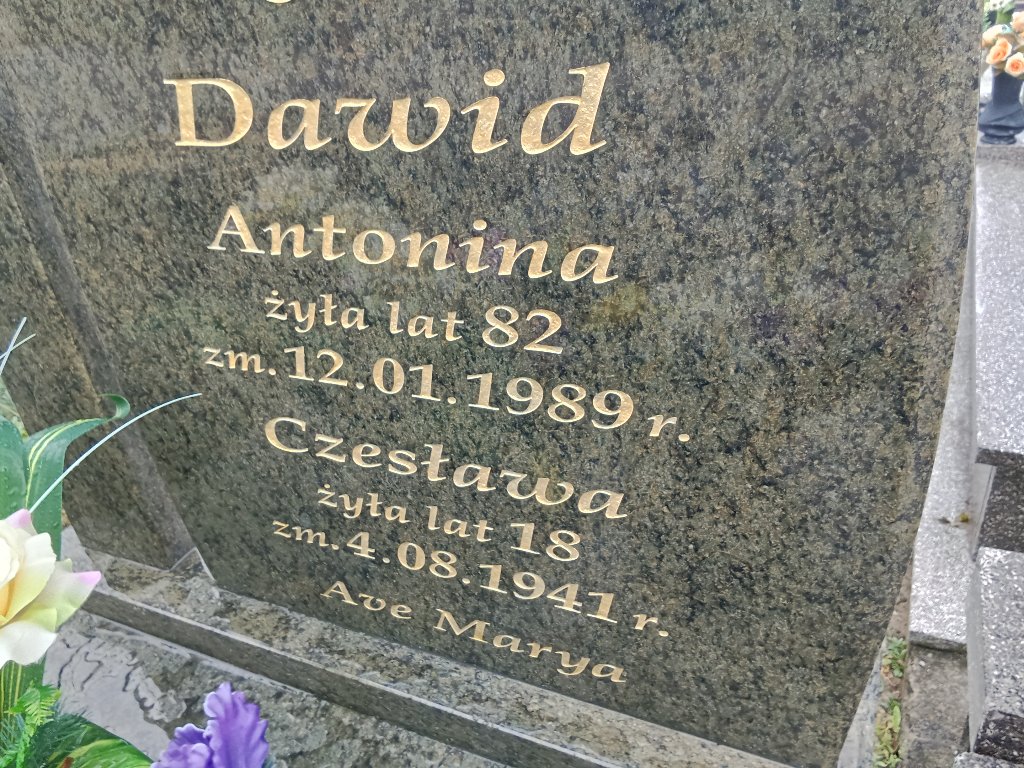 Dawid
Antonina
żyła lat 82
zm. 12.01.1989 r.
Czesława
żyła lat 18
zm. 4.08.1941 r.
Ave Marya